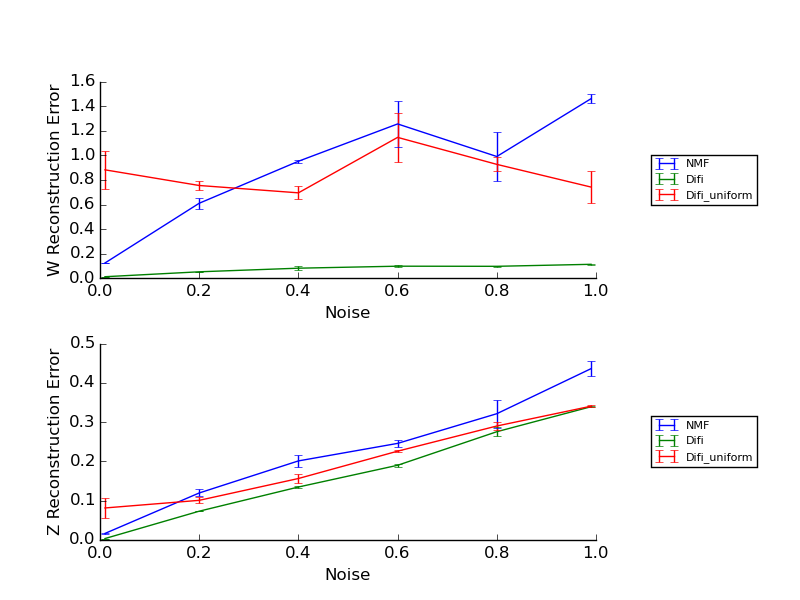 W Reconstruction Error
1.6
1.4
1.2
1.0
0.8
0.6
0.4
0.2
0.0
0.0 0.2 0.4 0.6 0.8 1.0
Noise
NMF
Difi
Difi_uniform
Z Reconstruction Error
0.5
0.4
0.3
0.2
0.1
0.0
0.0 0.2 0.4 0.6 0.8 1.0
Noise
NMF
Difi
Difi_uniform